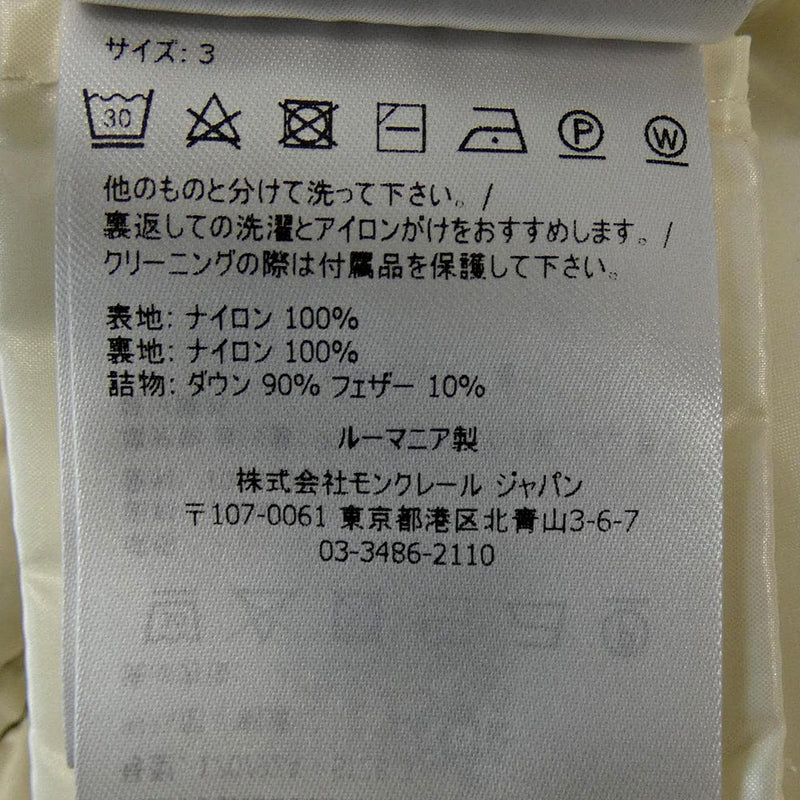 サイズ: 3
30 P W
他のものと分けて洗って下さい。/
裏返しての洗濯とアイロンがけをおすすめします。/
クリーニングの際は付属品を保護して下さい。
表地: ナイロン 100%
裏地: ナイロン 100%
詰物: ダウン 90% フェザー 10%
ルーマニア製
株式会社モンクレール ジャパン
〒107-0061 東京都港区北青山3-6-7
03-3486-2110